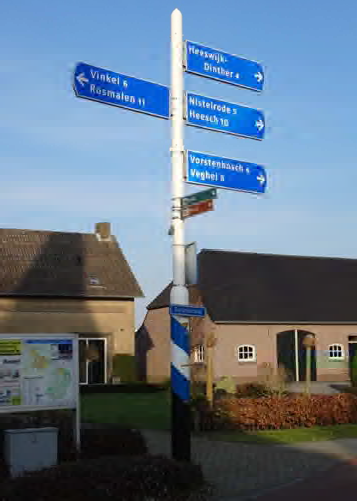 Heeswijk-
Dinther 4
Vinkel 6
Rosmalen 11
Nistelrode 5
Heesch 10
Vorstenbosch 6
Veghel 8